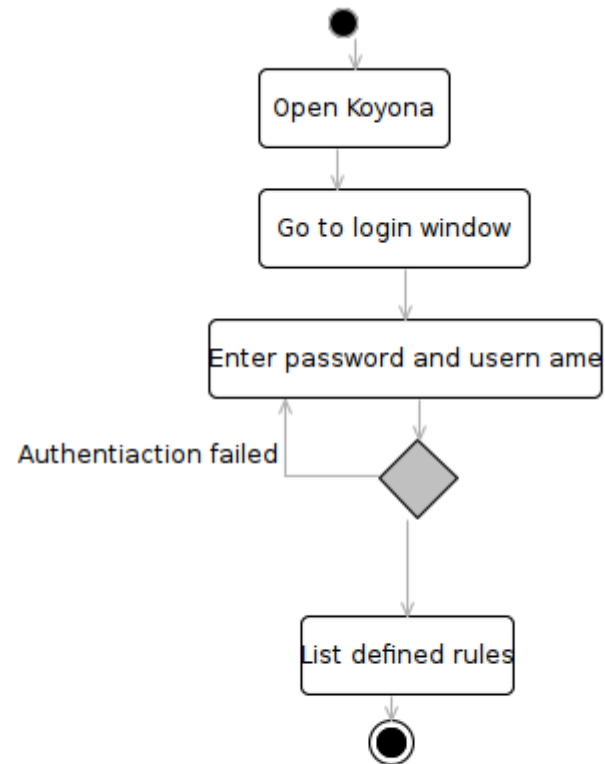 Open Koyona
Go to login window
Enter password and usern ame
Authentiaction failed
List defined rules